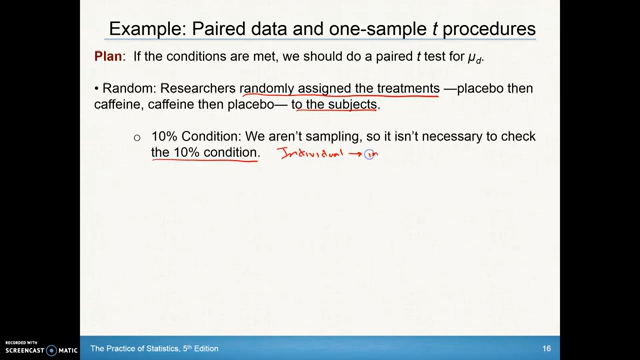 Example: Paired data and one-sample t procedures
Plan: If the conditions are met, we should do a paired t test for µd.
• Random: Researchers randomly assigned the treatments —placebo then
caffeine, caffeine then placebo— to the subjects.
o 10% Condition: We aren't sampling, so it isn't necessary to check
the 10% condition. Individual → in
RECORDED WITH
SCREENCAST MATIC
The Practice of Statistics, 5th Edition
16